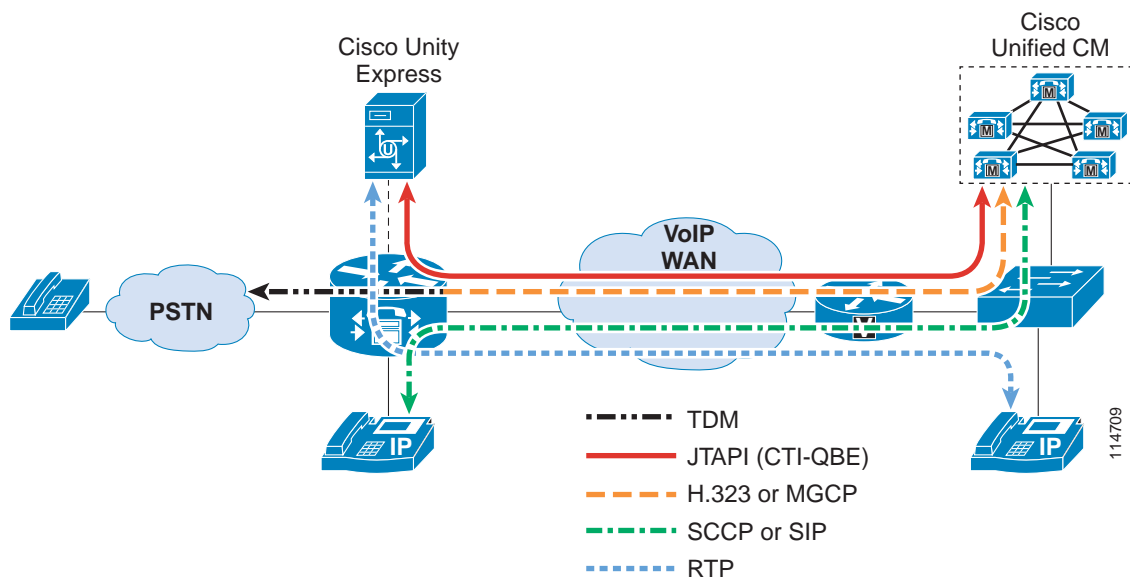 Cisco
Unified CM
Cisco Unity
Express
M
M
M
M
M
U
VoIP
WAN
PSTN
V
IP
IP
TDM
JTAPI (CTI-QBE)
H.323 or MGCP
SCCP or SIP
RTP
114709